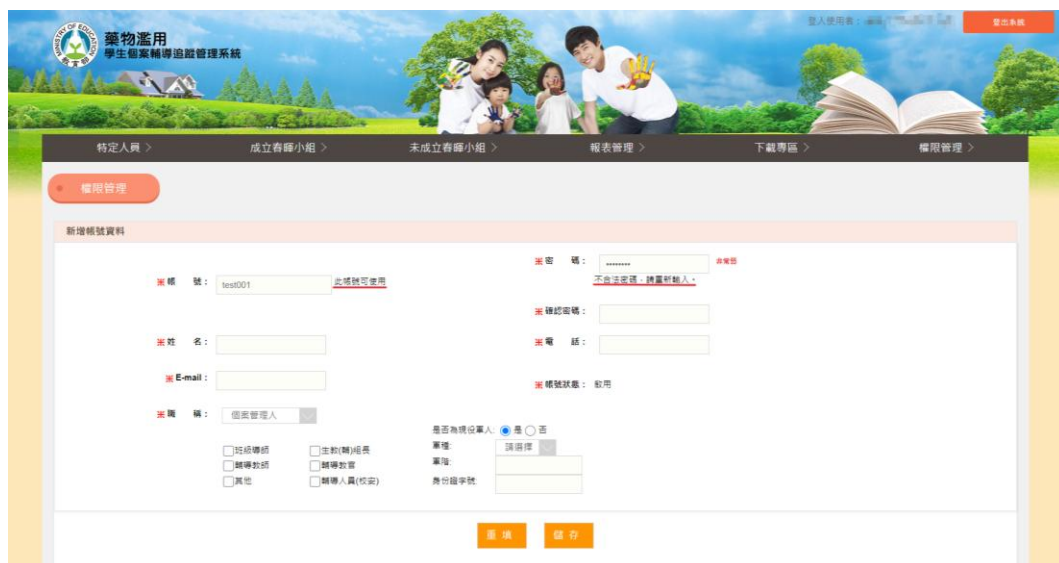 MINISTRY OF EDUCATION
教育部
藥物濫用
學生個案輔導追蹤管理系統
登入使用者：
登出系統
特定人員 >
成立春暉小組 >
未成立春暉小組 >
報表管理 >
下載專區 >
權限管理 >
權限管理
新增帳號資料
※帳 號： test001 此帳號可使用
※密 碼： ........ 非常弱
不合法密碼，請重新輸入。
※確認密碼：
※姓 名：
※電 話：
※E-mail：
※帳號狀態： 啟用
※職 稱： 個案管理人
班級導師 生教(輔)組長
輔導教師 輔導教官
其他 輔導人員(校安)
是否為現役軍人: 是 否
軍種: 請選擇
軍階:
身份證字號:
重 填
儲 存